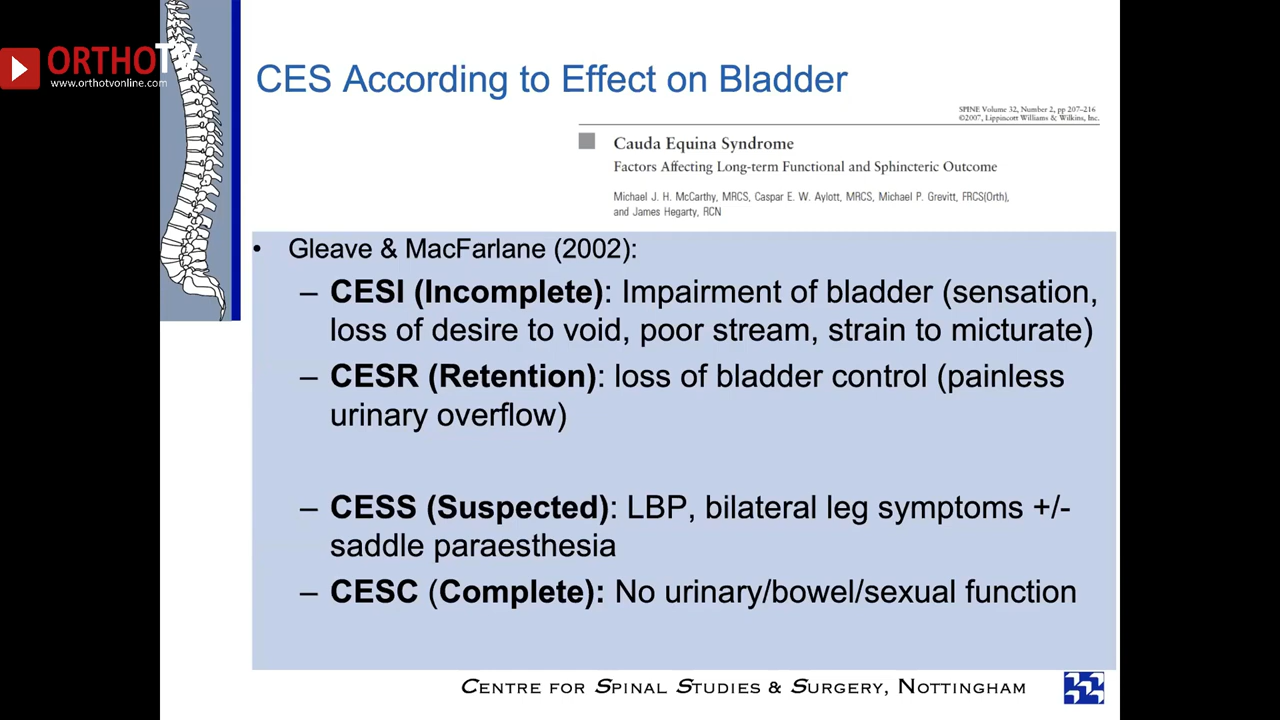 ORTHOTV
www.orthotvonline.com
CES According to Effect on Bladder
SPINE Volume 32, Number 2, pp 207–216
©2007, Lippincott Williams & Wilkins, Inc.
Cauda Equina Syndrome
Factors Affecting Long-term Functional and Sphincteric Outcome
Michael J. H. McCarthy, MRCS, Caspar E. W. Aylott, MRCS, Michael P. Grevitt, FRCS(Orth),
and James Hegarty, RCN
• Gleave & MacFarlane (2002):
– CESI (Incomplete): Impairment of bladder (sensation,
loss of desire to void, poor stream, strain to micturate)
– CESR (Retention): loss of bladder control (painless
urinary overflow)
– CESS (Suspected): LBP, bilateral leg symptoms +/-
saddle paraesthesia
– CESC (Complete): No urinary/bowel/sexual function
CENTRE FOR SPINAL STUDIES & SURGERY, NOTTINGHAM